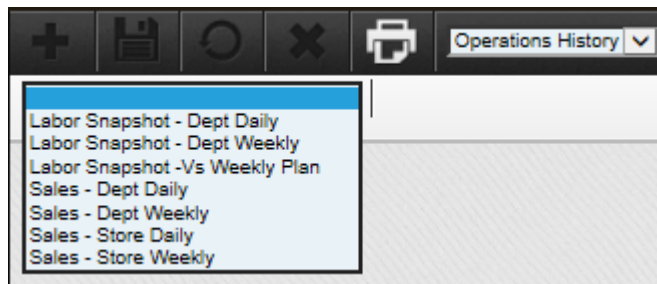 Operations History
Labor Snapshot - Dept Daily
Labor Snapshot - Dept Weekly
Labor Snapshot -Vs Weekly Plan
Sales - Dept Daily
Sales - Dept Weekly
Sales - Store Daily
Sales - Store Weekly